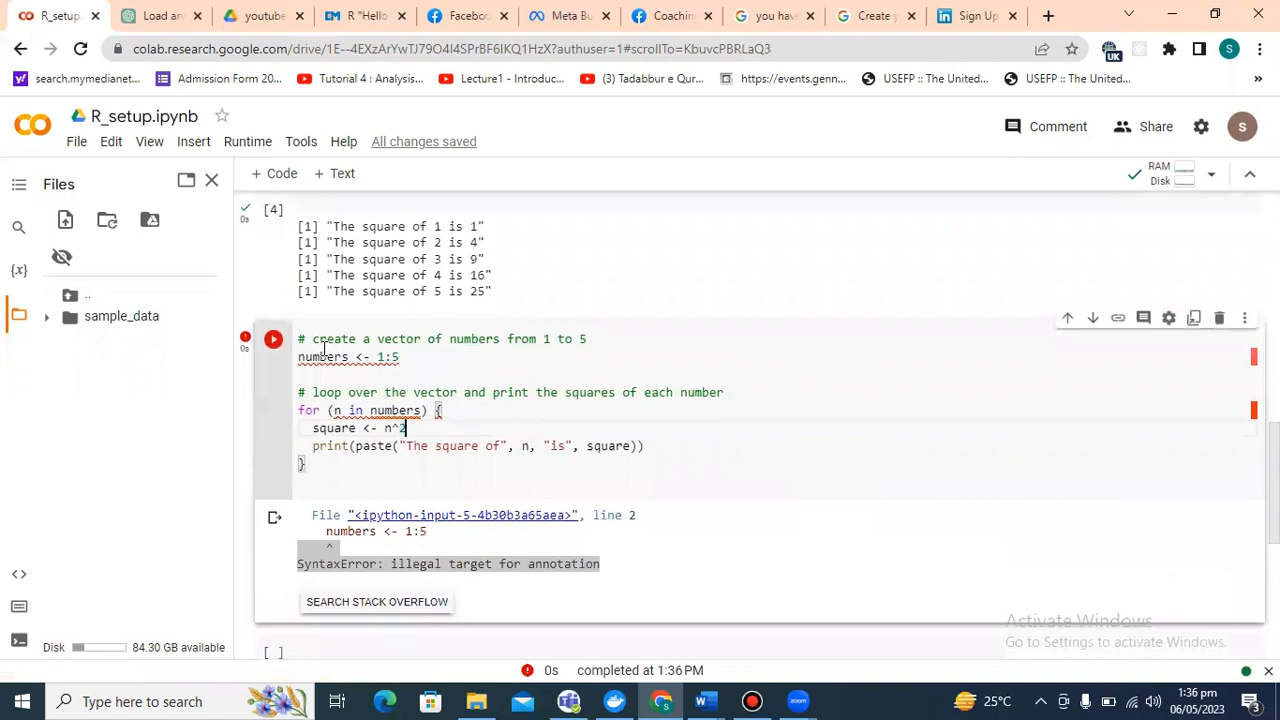 R_setup.ipynb
Load an
youtube
R "Hello
Facebo
Meta Bu
Coaching
you hav
Create y
Sign Up
colab.research.google.com/drive/1E--4EXzArYwTJ79O4I4SPrBF6IKQ1HzX?authuser=1#scrollTo=KbuvcPBRLaQ3
UK
S
search.mymedianet...
Admission Form 20...
Tutorial 4 : Analysis...
Lecture1 - Introduc...
(3) Tadabbur e Qur...
https://events.genn...
USEFP :: The United...
USEFP :: The United...
»
CO
R_setup.ipynb
Comment
Share
S
File Edit View Insert Runtime Tools Help All changes saved
Files
+ Code + Text
RAM
Disk
[4]
0s
[1] "The square of 1 is 1"
[1] "The square of 2 is 4"
[1] "The square of 3 is 9"
[1] "The square of 4 is 16"
[1] "The square of 5 is 25"
{x}
..
sample_data
0s
# create a vector of numbers from 1 to 5
numbers <- 1:5
# loop over the vector and print the squares of each number
for (n in numbers) {
square <- n^2
print(paste("The square of", n, "is", square))
}
File "<ipython-input-5-4b30b3a65aea>", line 2
numbers <- 1:5
^
SyntaxError: illegal target for annotation
SEARCH STACK OVERFLOW
Activate Windows
Go to Settings to activate Windows.
Disk
84.30 GB available
[ ]
0s completed at 1:36 PM
Type here to search
zoom
25°C
1:36 pm
06/05/2023
3